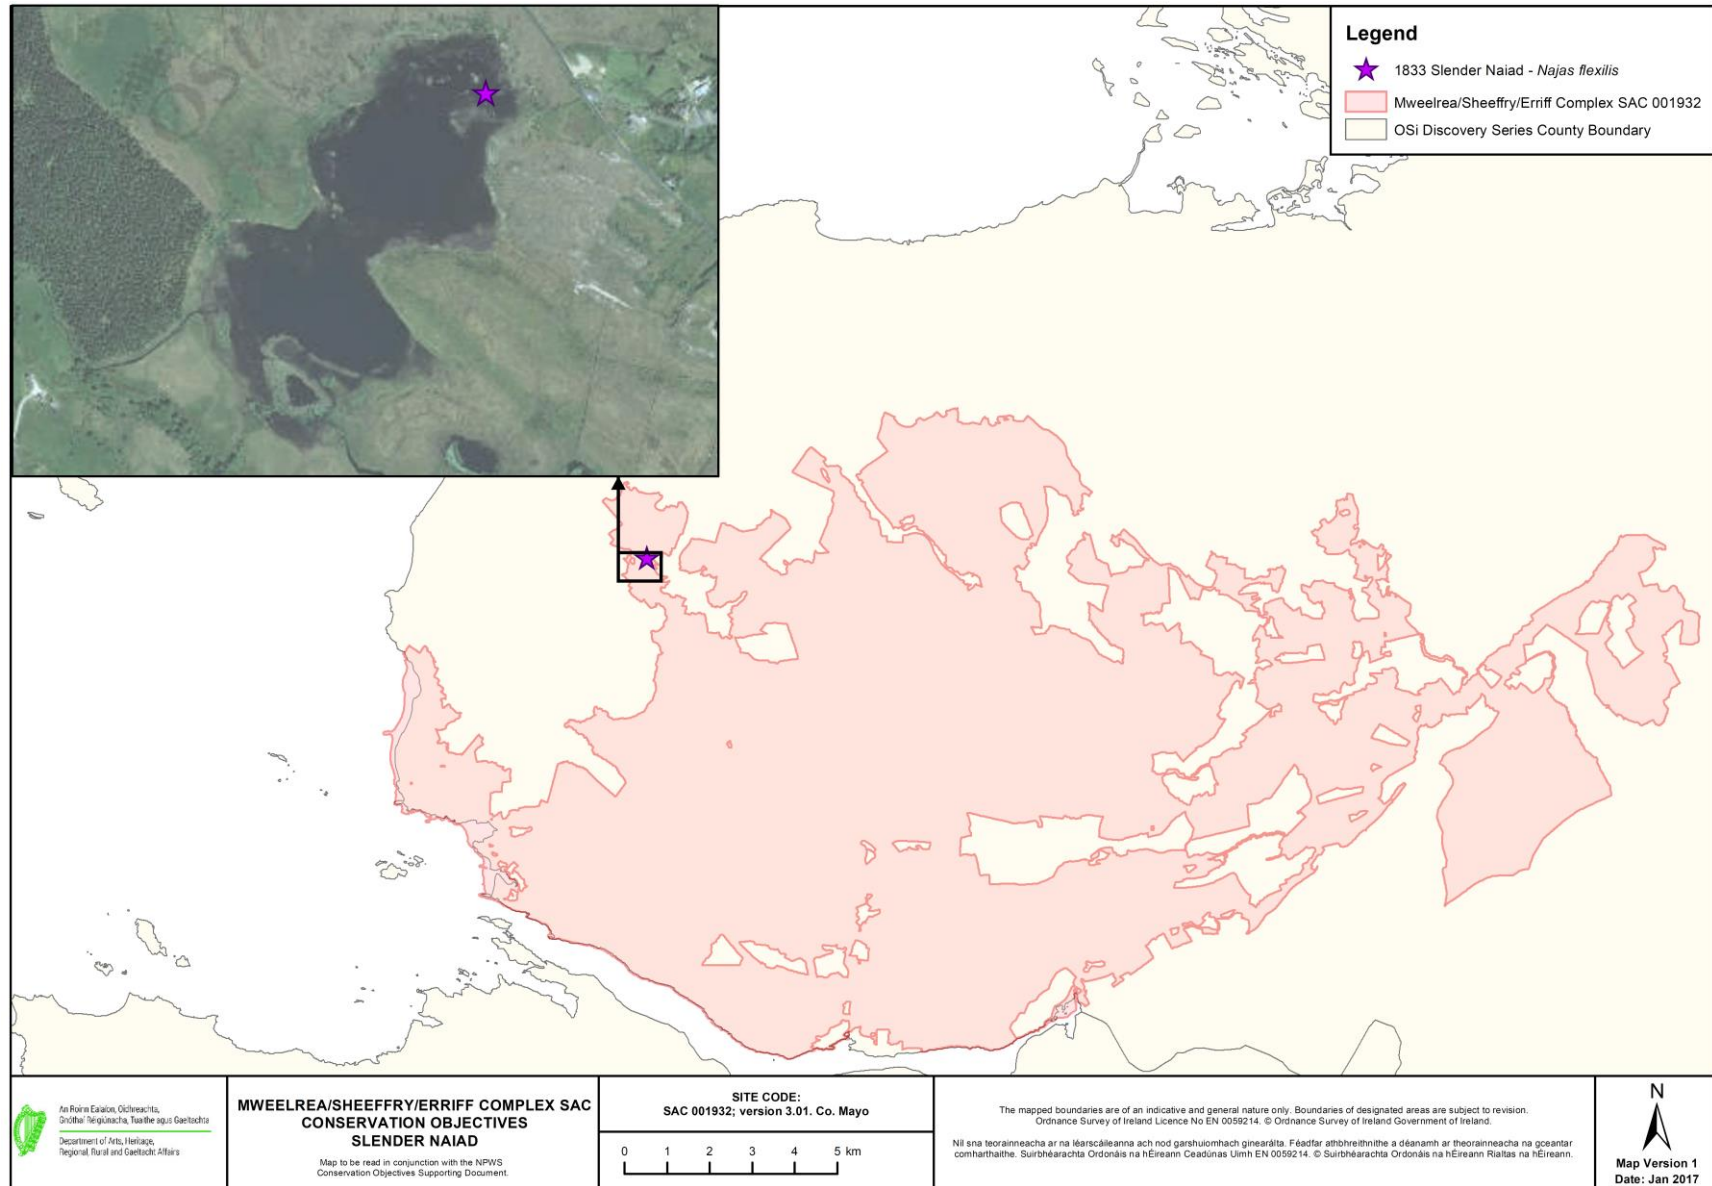 Legend
1833 Slender Naiad - Najas flexilis
Mweelrea/Sheeffry/Erriff Complex SAC 001932
OSi Discovery Series County Boundary
An Roinn Ealaíon, Oidhreachta,
Gnóthaí Réigiúnacha, Tuaithe agus Gaeltachta
Department of Arts, Heritage,
Regional, Rural and Gaeltacht Affairs
MWEELREA/SHEEFFRY/ERRIFF COMPLEX SAC
CONSERVATION OBJECTIVES
SLENDER NAIAD
Map to be read in conjunction with the NPWS
Conservation Objectives Supporting Document.
SITE CODE:
SAC 001932; version 3.01. Co. Mayo
0 1 2 3 4 5 km
The mapped boundaries are of an indicative and general nature only. Boundaries of designated areas are subject to revision.
Ordnance Survey of Ireland Licence No EN 0059214. © Ordnance Survey of Ireland Government of Ireland.
Níl sna teorainneacha ar na léarscáileanna ach nod garshuíomhach ginearálta. Féadfar athbhreithnithe a déanamh ar theorainneacha na gceantar
comharthaithe. Suirbhéarachta Ordonáis na hÉireann Ceadúnas Uimh EN 0059214. © Suirbhéarachta Ordonáis na hÉireann Rialtas na hÉireann.
N
Map Version 1
Date: Jan 2017